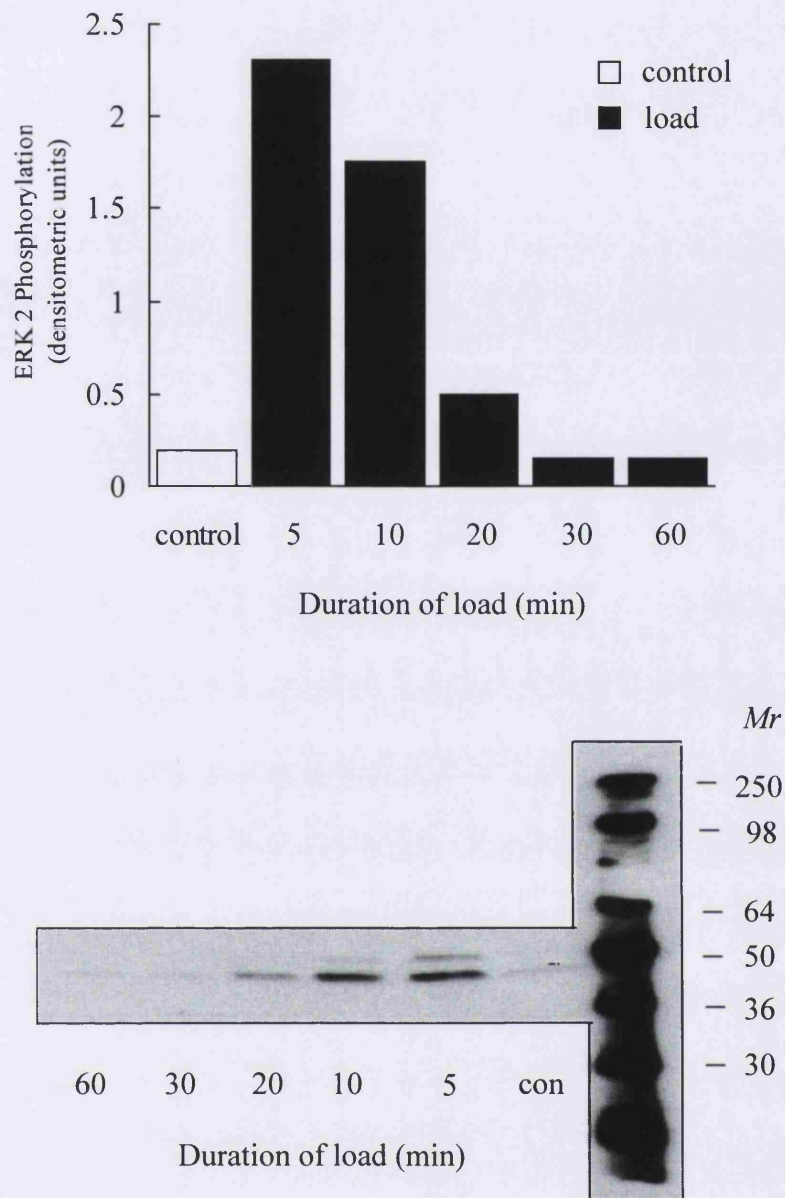 2.5
2
1.5
1
0.5
0
ERK 2 Phosphorylation
(densitometric units)
control
load
control 5 10 20 30 60
Duration of load (min)
Mr
250
98
64
50
36
30
60 30 20 10 5 con
Duration of load (min)